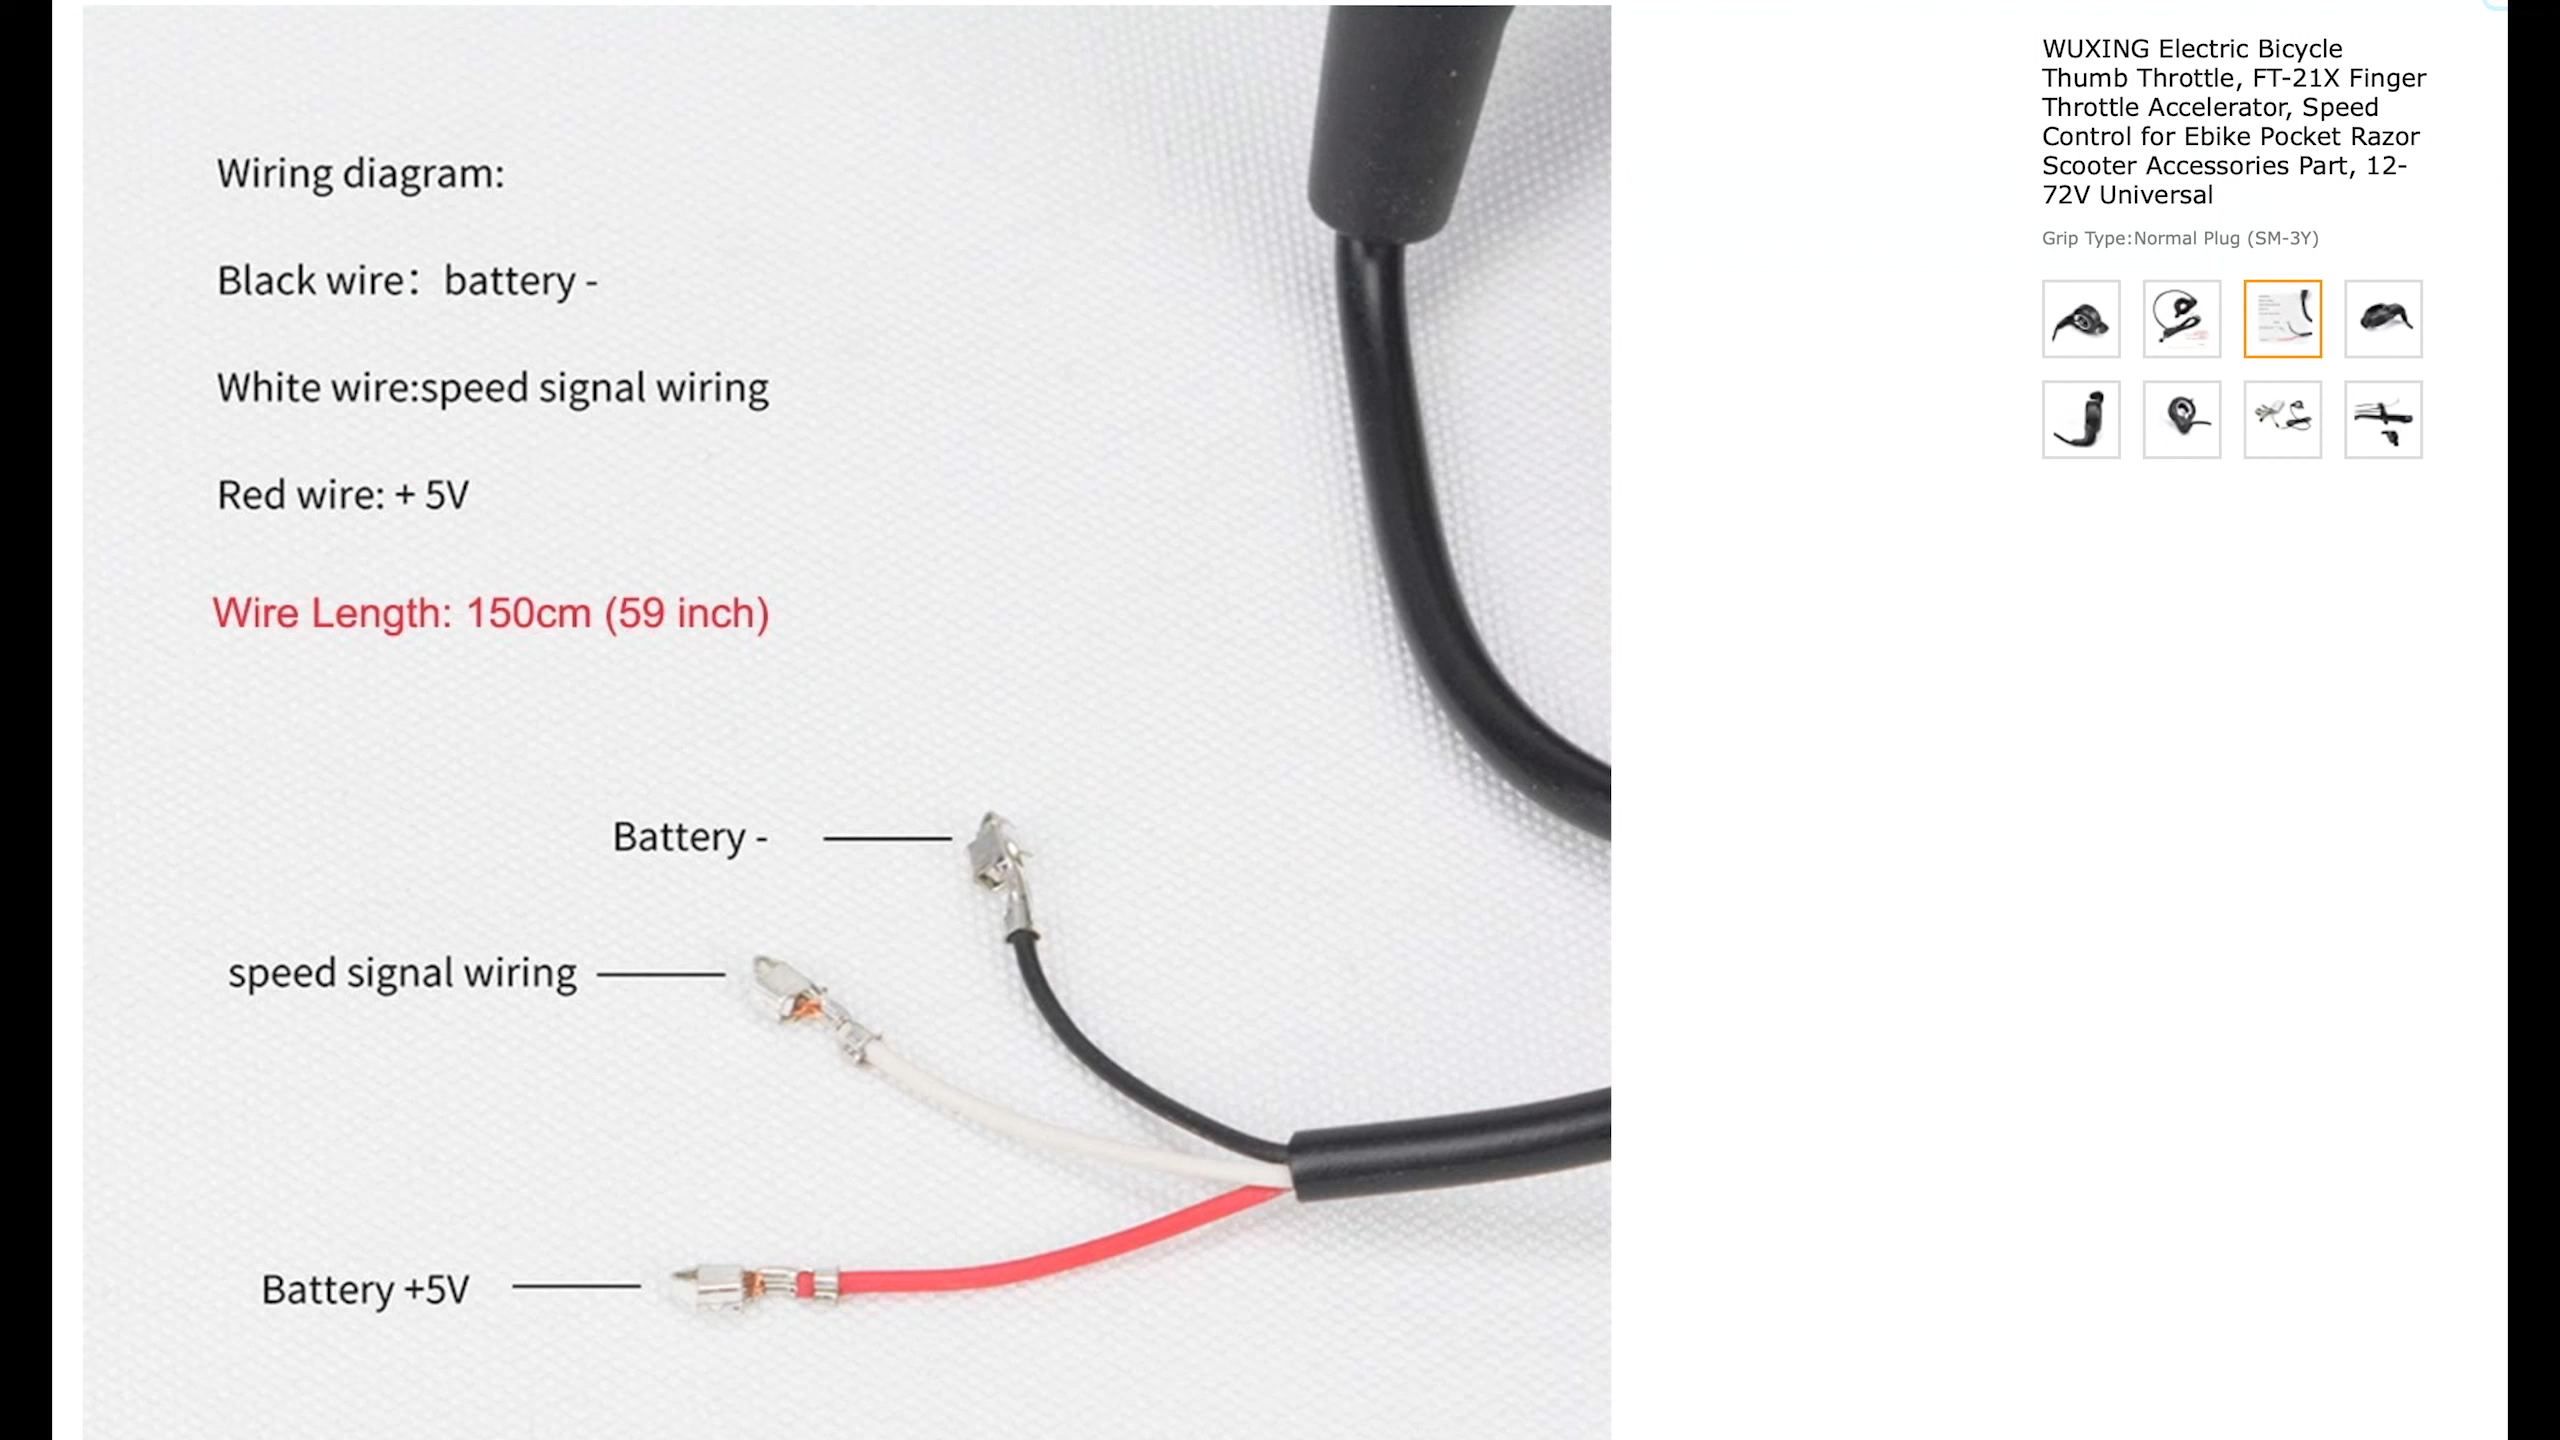 Wiring diagram:
Black wire：battery -
White wire:speed signal wiring
Red wire: + 5V
Wire Length: 150cm (59 inch)
Battery -
speed signal wiring
Battery +5V
WUXING Electric Bicycle
Thumb Throttle, FT-21X Finger
Throttle Accelerator, Speed
Control for Ebike Pocket Razor
Scooter Accessories Part, 12-
72V Universal
Grip Type:Normal Plug (SM-3Y)